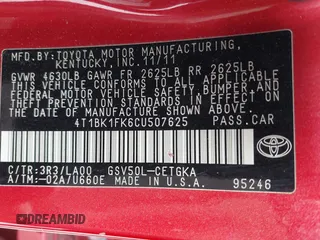 MFD.BY:TOYOTA MOTOR MANUFACTURING,
KENTUCKY,INC.11/11
GVWR 4630LB GAWR FR 2625LB RR 2625LB
THIS VEHICLE CONFORMS TO ALL APPLICABLE
FEDERAL MOTOR VEHICLE SAFETY, BUMPER, AND
THEFT PREVENTION STANDARDS IN EFFECT ON
THE DATE OF MANUFACTURE SHOWN ABOVE.
4T1BK1FK6CU507625 PASS.CAR
C/TR:3R3/LA00 GSV50L-CETGKA
A/TM:-02A/U660E MADE IN U.S.A. 95246
TOYOTA